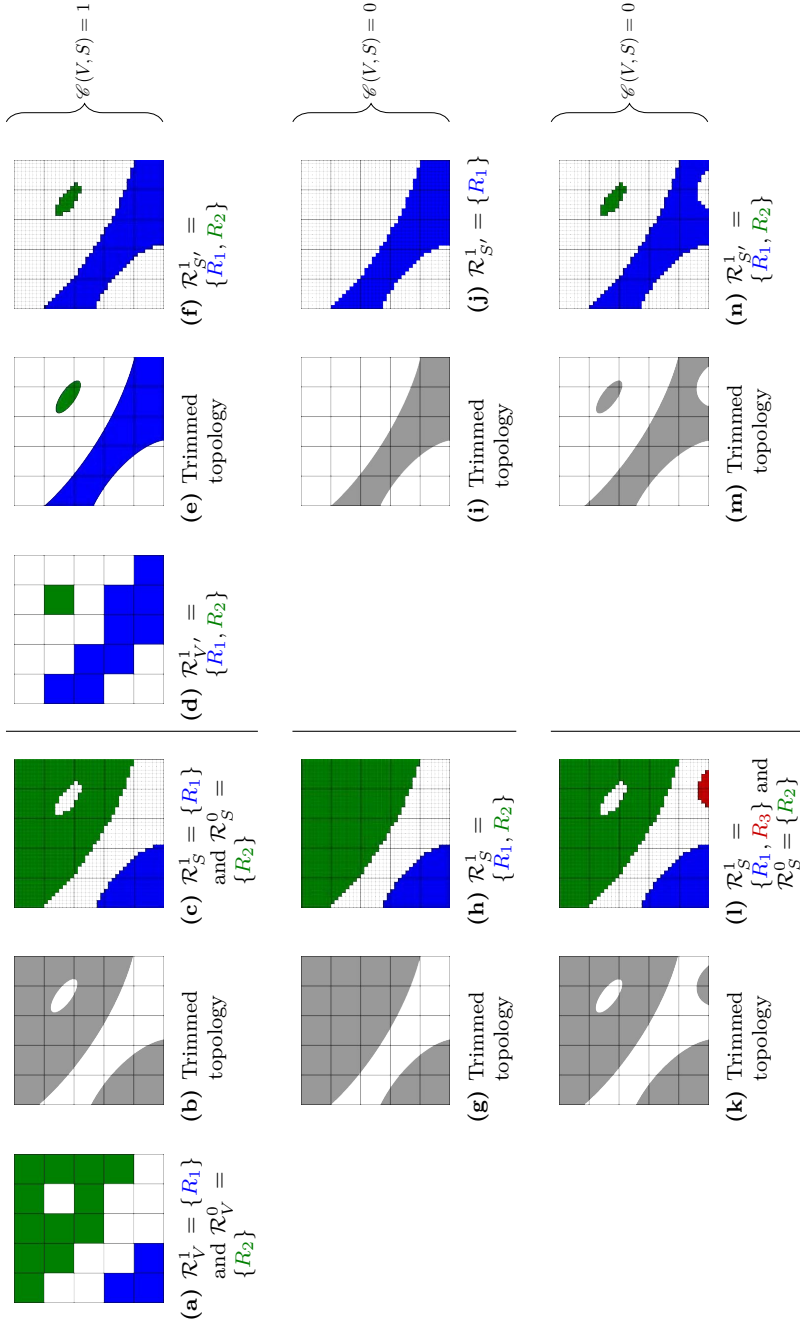 (a) $\mathcal{R}_V^1 = \{R_1\}$
and $\mathcal{R}_V^0 =$
$\{R_2\}$
(b) Trimmed
topology
(c) $\mathcal{R}_S^1 = \{R_1\}$
and $\mathcal{R}_S^0 =$
$\{R_2\}$
(d) $\mathcal{R}_{V'}^1 =$
$\{R_1, R_2\}$
(e) Trimmed
topology
(f) $\mathcal{R}_{S'}^1 =$
$\{R_1, R_2\}$
$\mathscr{C}(V, S) = 1$
(g) Trimmed
topology
(h) $\mathcal{R}_S^1 =$
$\{R_1, R_2\}$
(i) Trimmed
topology
(j) $\mathcal{R}_{S'}^1 = \{R_1\}$
$\mathscr{C}(V, S) = 0$
(k) Trimmed
topology
(l) $\mathcal{R}_S^1 =$
$\{R_1, R_3\}$ and
$\mathcal{R}_S^0 = \{R_2\}$
(m) Trimmed
topology
(n) $\mathcal{R}_{S'}^1 =$
$\{R_1, R_2\}$
$\mathscr{C}(V, S) = 0$